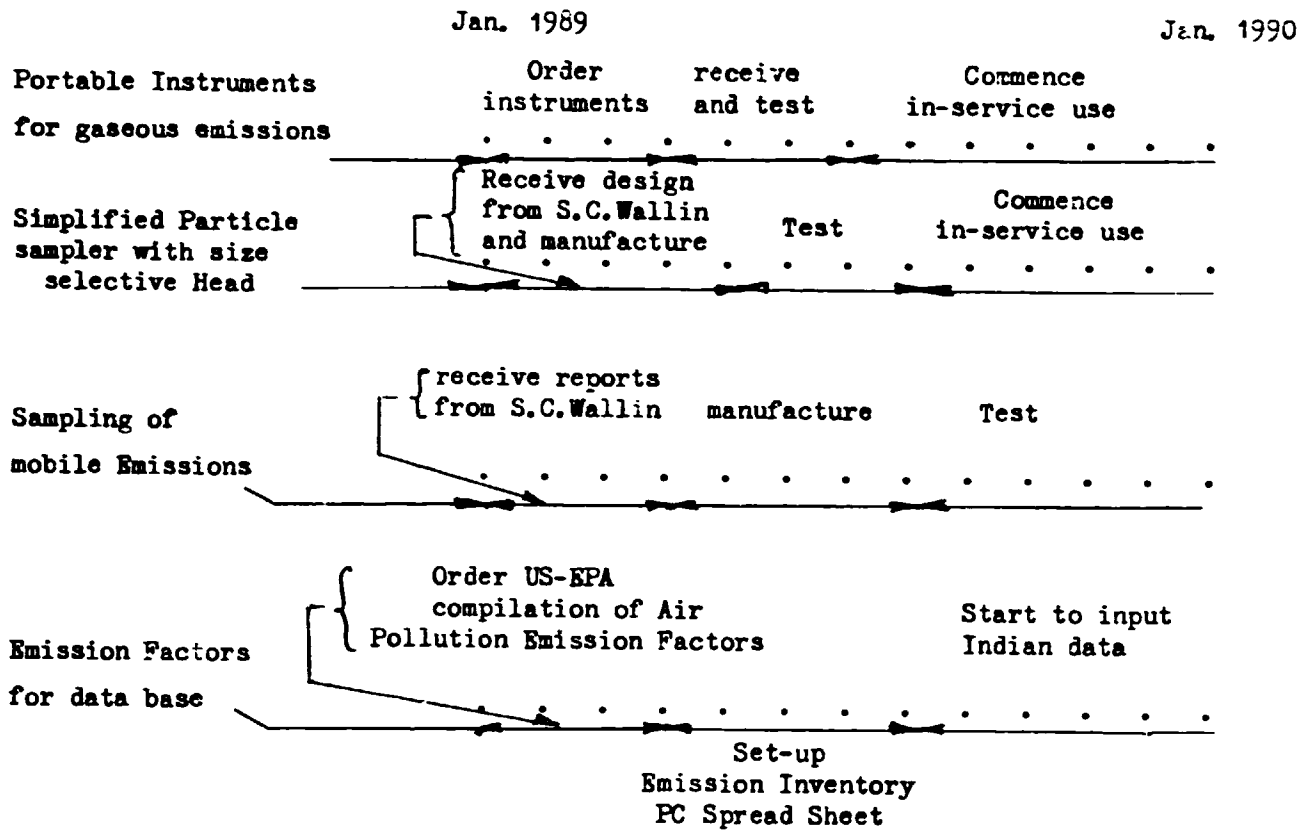 Jan. 1989
Jan. 1990
Portable Instruments
for gaseous emissions
Order
instruments
receive
and test
Commence
in-service use
Simplified Particle
sampler with size
selective Head
Receive design
from S.C.Wallin
and manufacture
Test
Commence
in-service use
Sampling of
mobile Emissions
receive reports
from S.C.Wallin
manufacture
Test
Emission Factors
for data base
Order US-EPA
compilation of Air
Pollution Emission Factors
Start to input
Indian data
Set-up
Emission Inventory
PC Spread Sheet